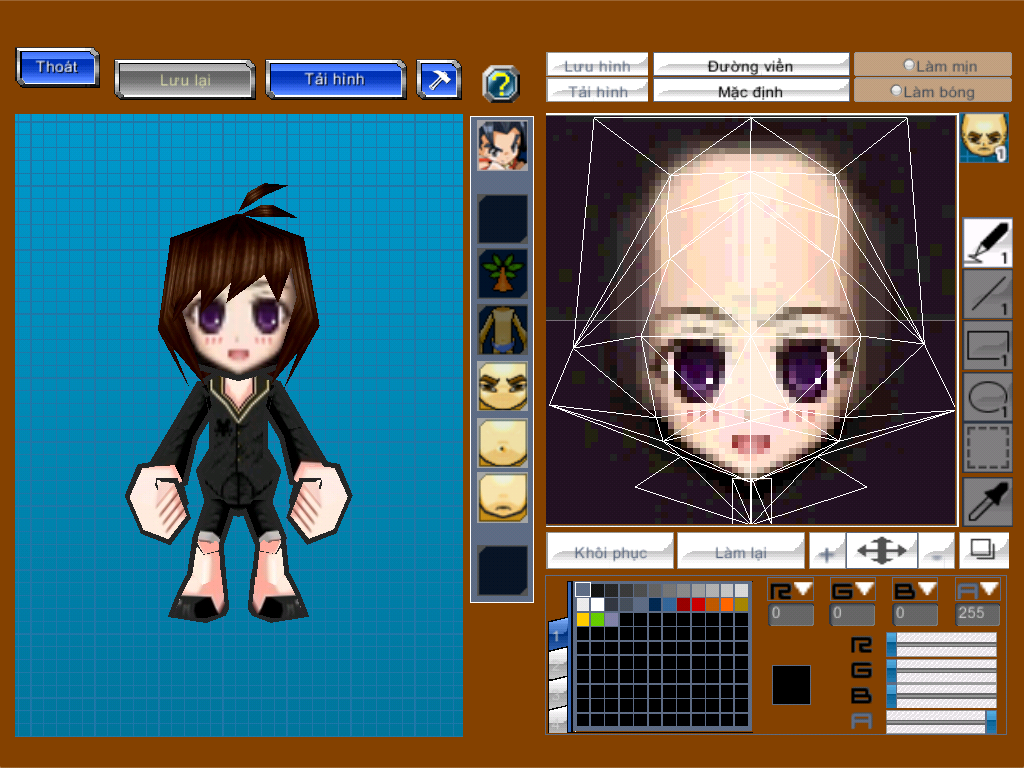 Thoát
Lưu lại
Tải hình
?
Lưu hình
Đường viền
Làm mịn
Tải hình
Mặc định
Làm bóng
1
1
1
1
1
Khôi phục
Làm lại
+
-
R
G
B
A
0
0
0
255
1
R
G
B
A